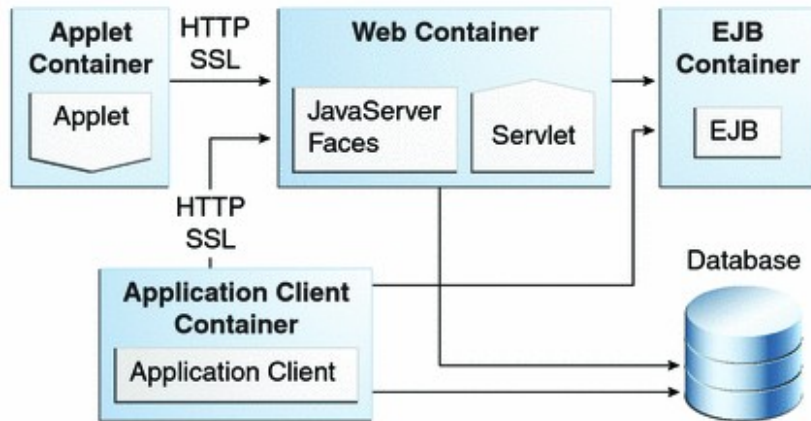 Applet
Container
Applet
HTTP
SSL
Web Container
JavaServer
Faces
Servlet
EJB
Container
EJB
HTTP
SSL
Application Client
Container
Application Client
Database